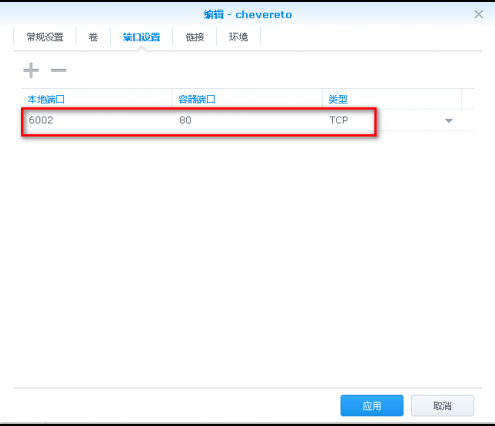 编辑 - chevereto
常规设置 卷 端口设置 链接 环境
本地端口 容器端口 类型
6002 80 TCP
应用 取消